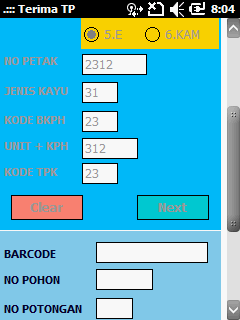 .::: Terima TP 8:04
5.E 6.KAM
NO PETAK 2312
JENIS KAYU 31
KODE BKPH 23
UNIT + KPH 312
KODE TPK 23
Clear Next
BARCODE
NO POHON
NO POTONGAN